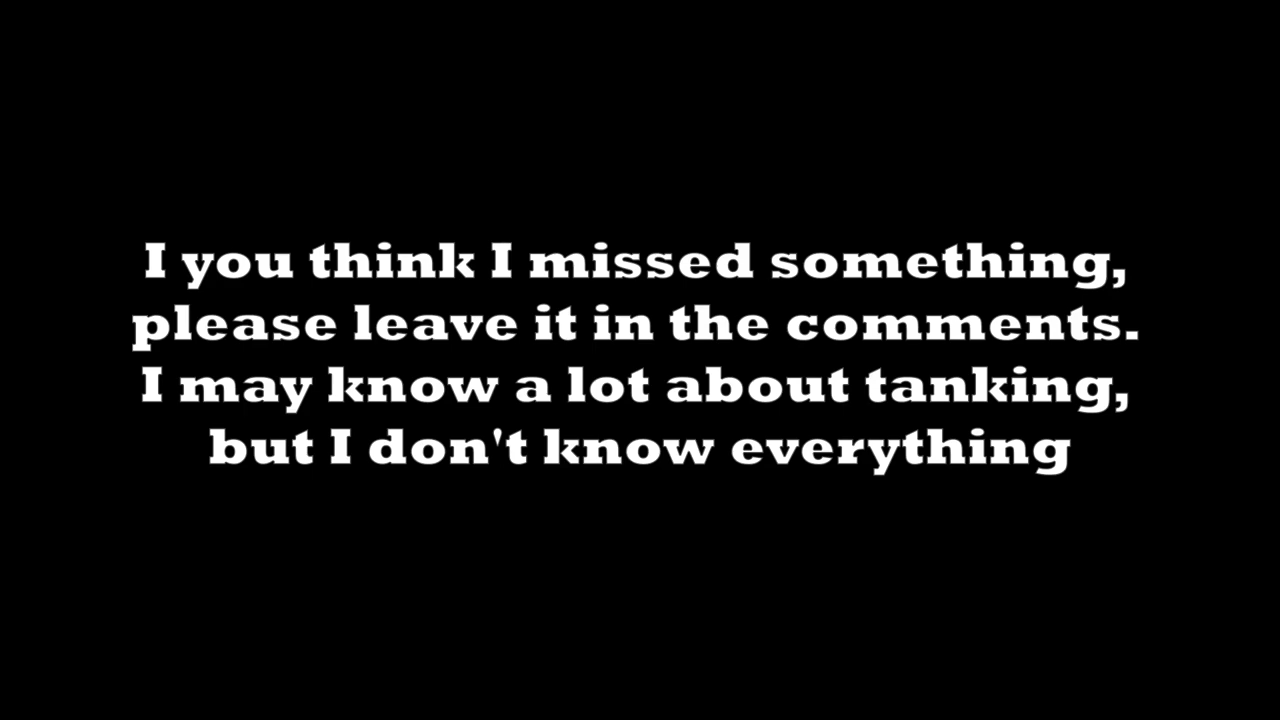 I you think I missed something,
please leave it in the comments.
I may know a lot about tanking,
but I don't know everything